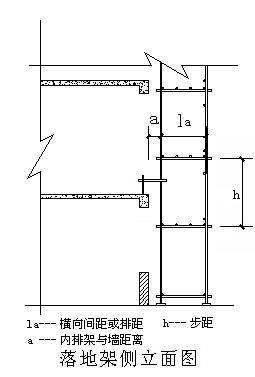 a
la
h
la--- 横向间距或排距 h--- 步距
a --- 内排架与墙距离
落地架侧立面图